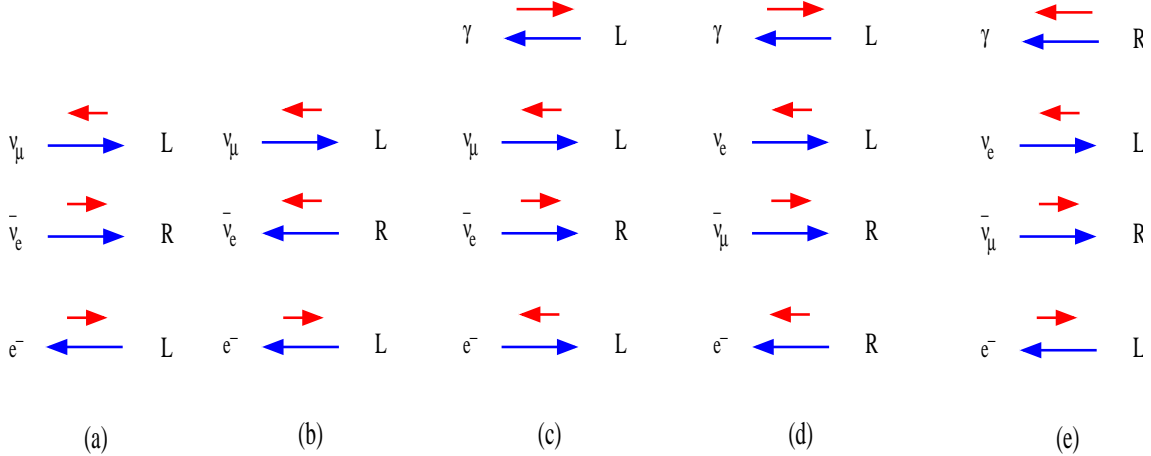 γ L γ L γ R
ν_μ L ν_μ L ν_μ L ν_e L ν_e L
ν̄_e R ν̄_e R ν̄_e R ν̄_μ R ν̄_μ R
e⁻ L e⁻ L e⁻ L e⁻ R e⁻ L
(a) (b) (c) (d) (e)